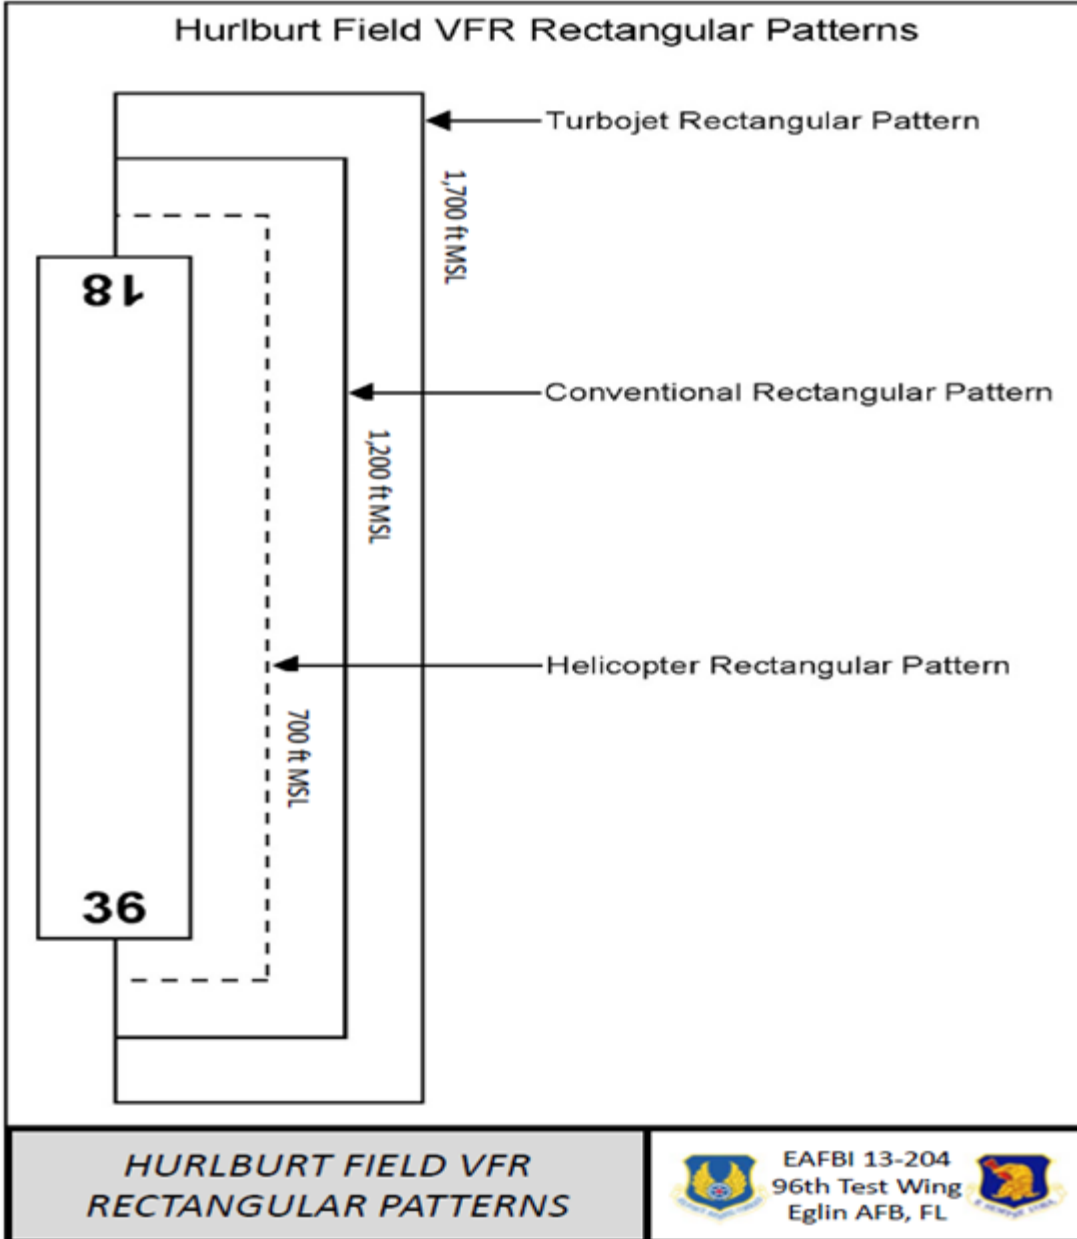 Hurlburt Field VFR Rectangular Patterns
Turbojet Rectangular Pattern
1,700 ft MSL
18
Conventional Rectangular Pattern
1,200 ft MSL
Helicopter Rectangular Pattern
700 ft MSL
36
HURLBURT FIELD VFR
RECTANGULAR PATTERNS
EAFBI 13-204
96th Test Wing
Eglin AFB, FL